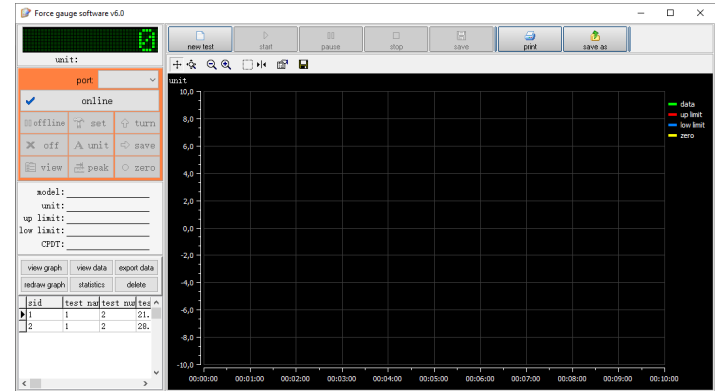 Force gauge software v6.0
0
unit:
port
online
offline set turn
off unit save
view peak zero
model:
unit:
up limit:
low limit:
CPDT:
view graph view data export data
redraw graph statistics delete
sid test nar test nu tes
1 1 2 21.
2 1 2 28.
new test start pause stop save print save as
unit
10,0
8,0
6,0
4,0
2,0
0,0
-2,0
-4,0
-6,0
-8,0
-10,0
00:00:00 00:01:00 00:02:00 00:03:00 00:04:00 00:05:00 00:06:00 00:07:00 00:08:00 00:09:00 00:10:00
data
up limit
low limit
zero